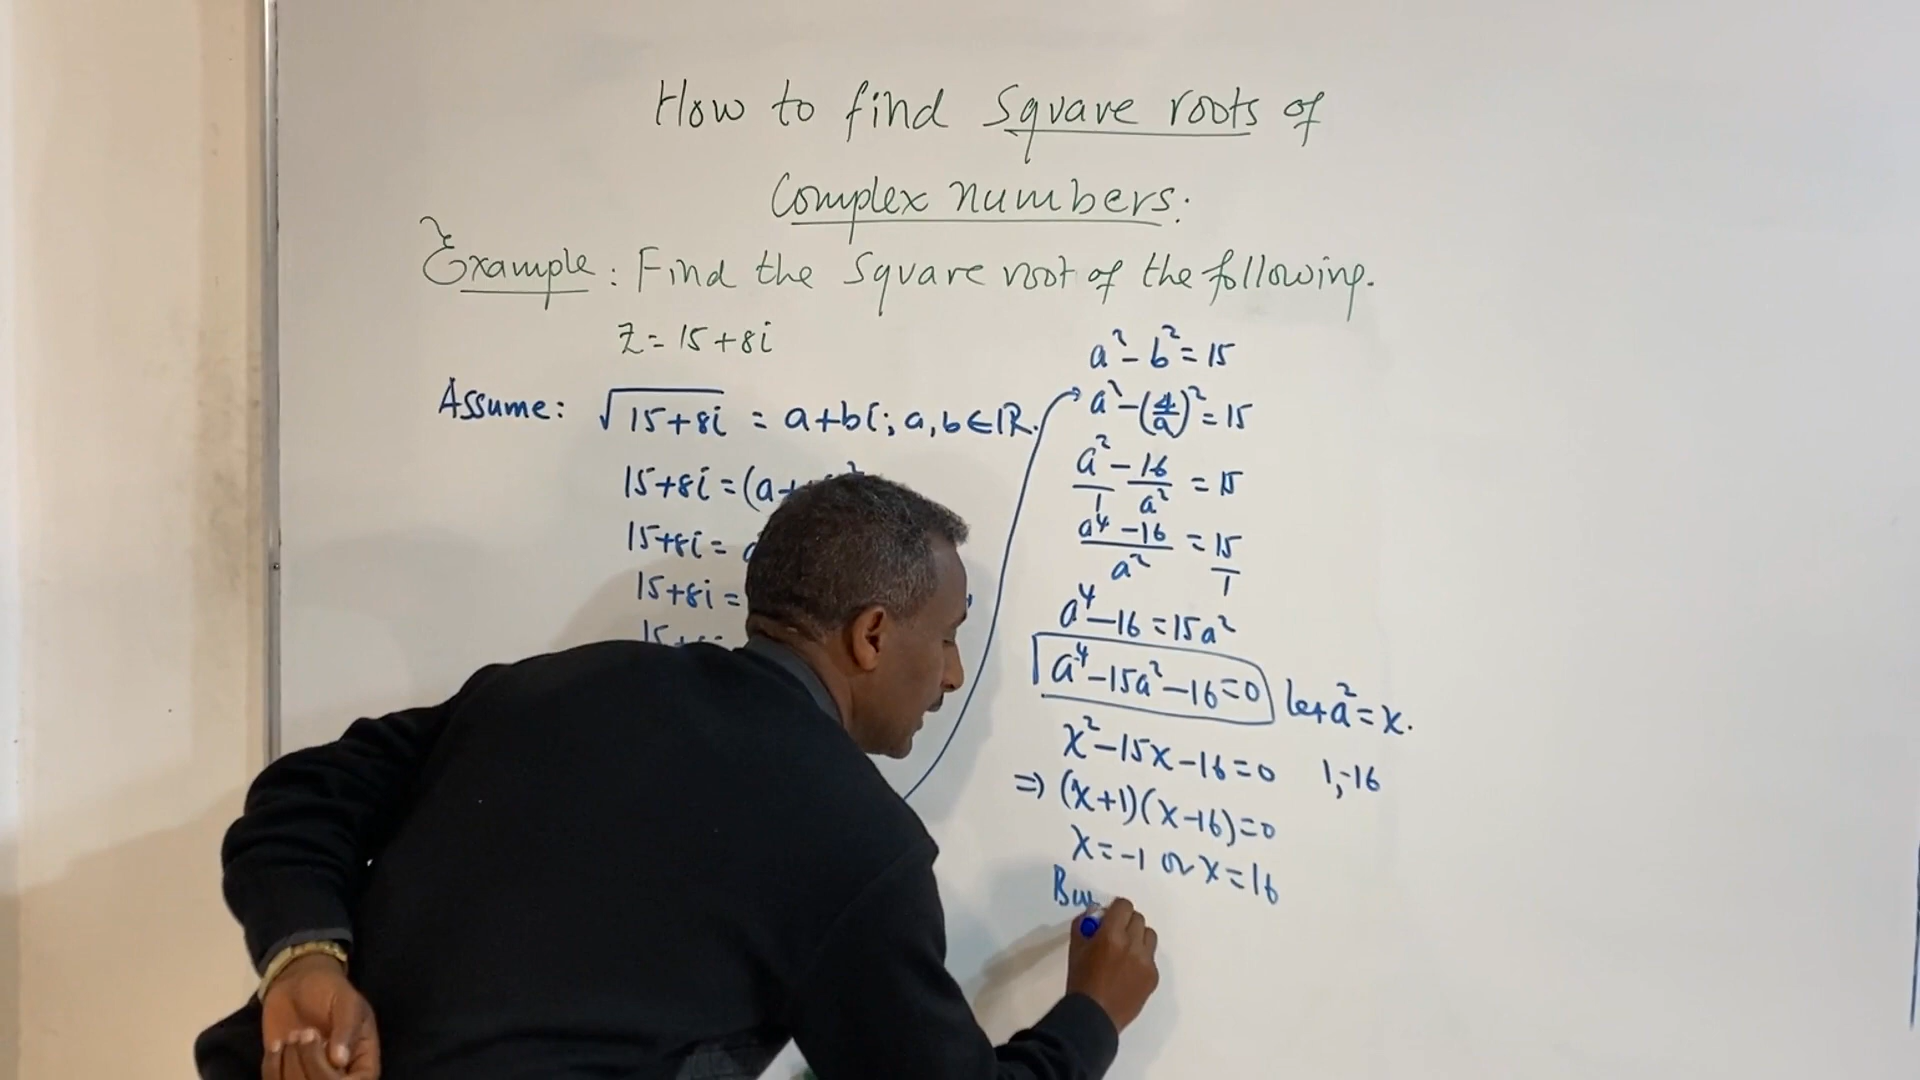 How to find Square roots of
Complex numbers:
Example: Find the Square root of the following.
z = 15+8i
Assume: √15+8i = a+bi; a, b ∈ IR.
15+8i = (a+
15+8i =
15+8i =
a² - b² = 15
a² - (4/a)² = 15
a²/1 - 16/a² = 15
(a⁴ - 16)/a² = 15/1
a⁴ - 16 = 15a²
a⁴ - 15a² - 16 = 0 let a² = x.
x² - 15x - 16 = 0 1, -16
⇒ (x+1)(x-16) = 0
x = -1 or x = 16